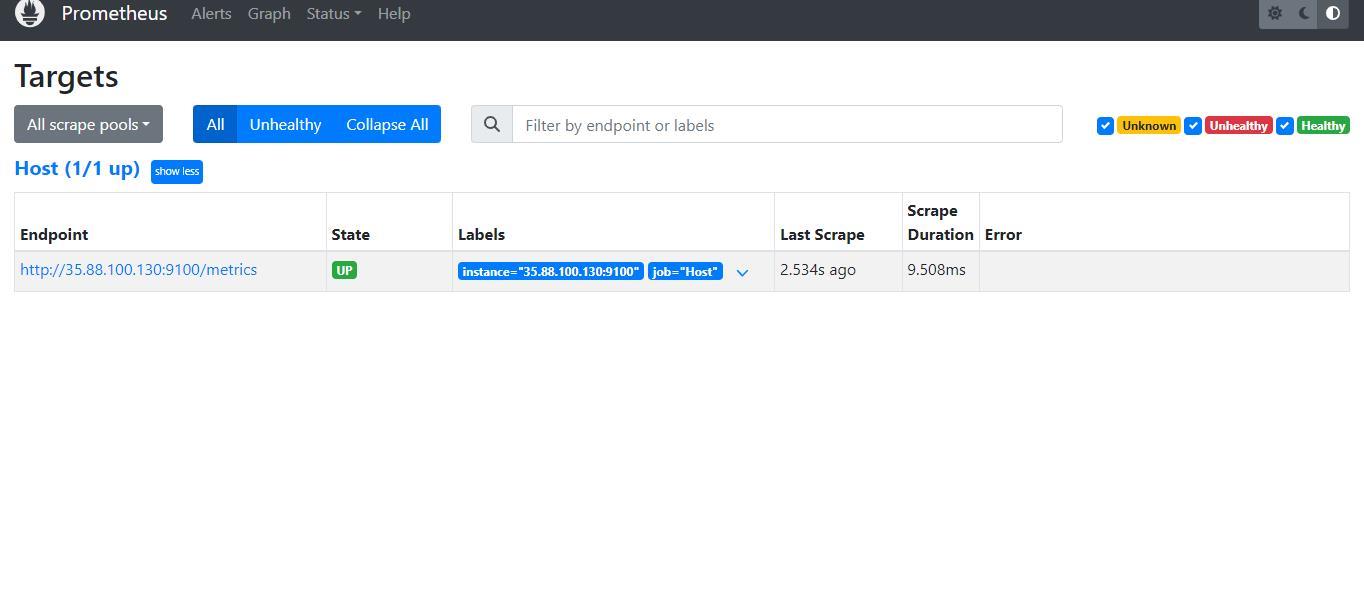 Prometheus Alerts Graph Status Help
Targets
All scrape pools All Unhealthy Collapse All Filter by endpoint or labels Unknown Unhealthy Healthy
Host (1/1 up) show less
Endpoint State Labels Last Scrape Scrape Duration Error
http://35.88.100.130:9100/metrics UP instance="35.88.100.130:9100" job="Host" 2.534s ago 9.508ms